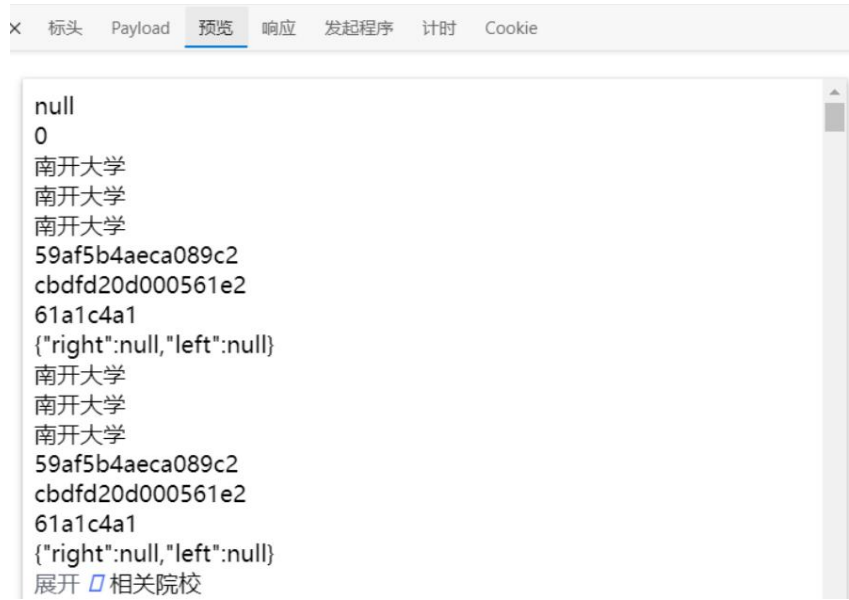 × 标头 Payload 预览 响应 发起程序 计时 Cookie
null
0
南开大学
南开大学
南开大学
59af5b4aeca089c2
cbdfd20d000561e2
61a1c4a1
{"right":null,"left":null}
南开大学
南开大学
南开大学
59af5b4aeca089c2
cbdfd20d000561e2
61a1c4a1
{"right":null,"left":null}
展开 相关院校